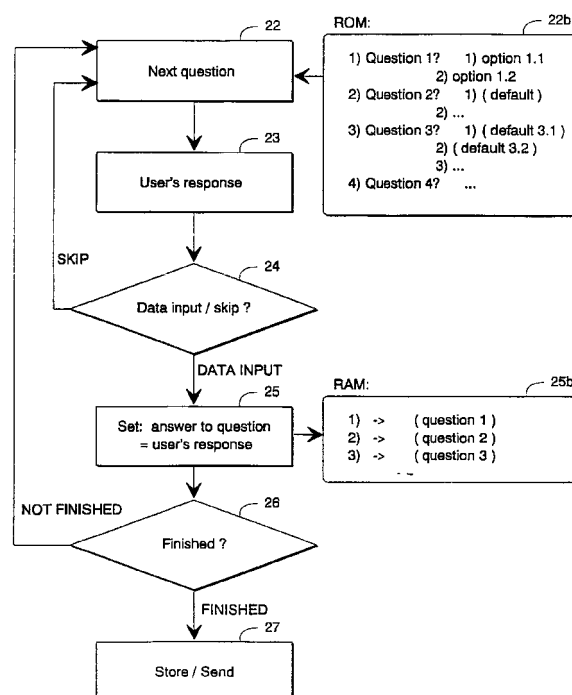 22
Next question
ROM:
22b
1) Question 1? 1) option 1.1
2) option 1.2
2) Question 2? 1) ( default )
2) ...
3) Question 3? 1) ( default 3.1 )
2) ( default 3.2 )
3) ...
4) Question 4? ...
23
User's response
SKIP
24
Data input / skip ?
DATA INPUT
25
Set: answer to question
= user's response
RAM:
25b
1) -> ( question 1 )
2) -> ( question 2 )
3) -> ( question 3 )
...
NOT FINISHED
26
Finished ?
FINISHED
27
Store / Send